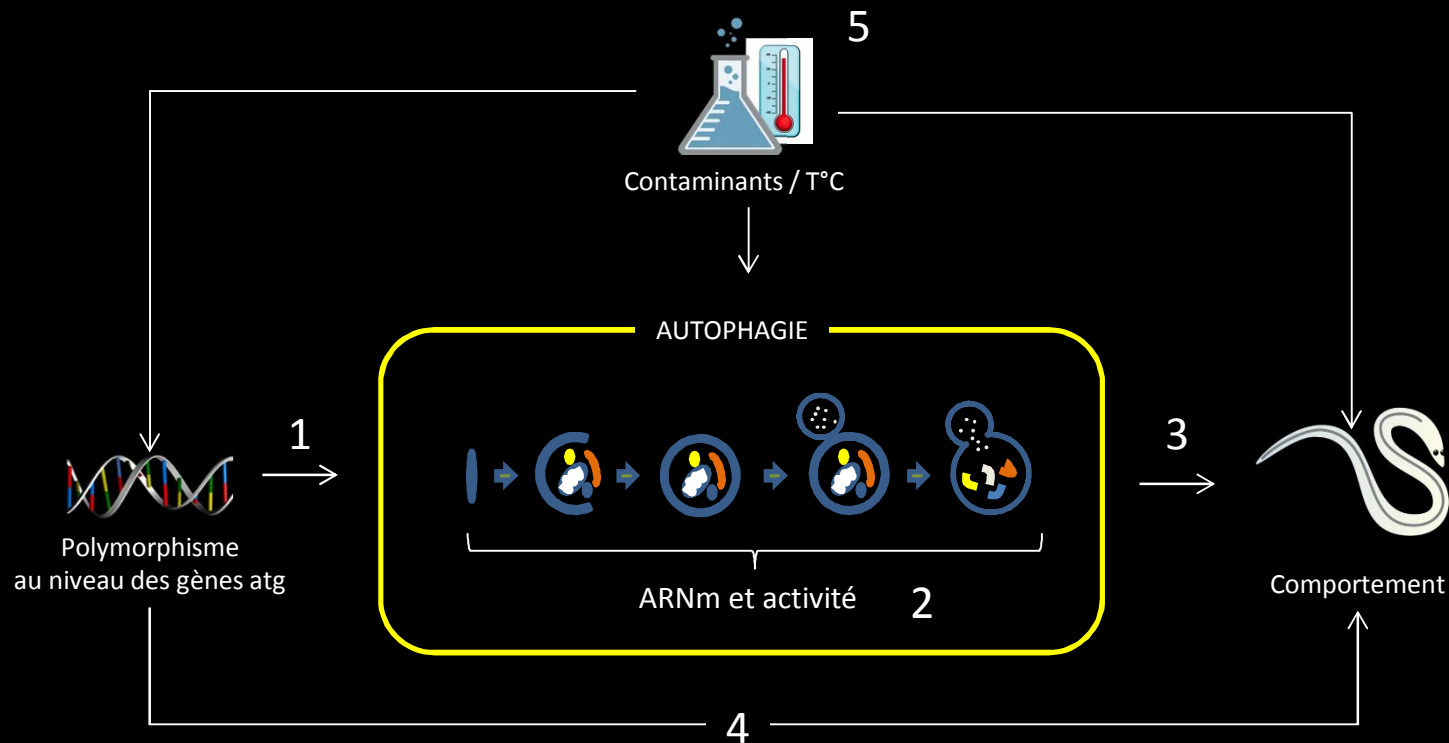 5
Contaminants / T°C
AUTOPHAGIE
1
3
Polymorphisme
au niveau des gènes atg
ARNm et activité
2
Comportement
4